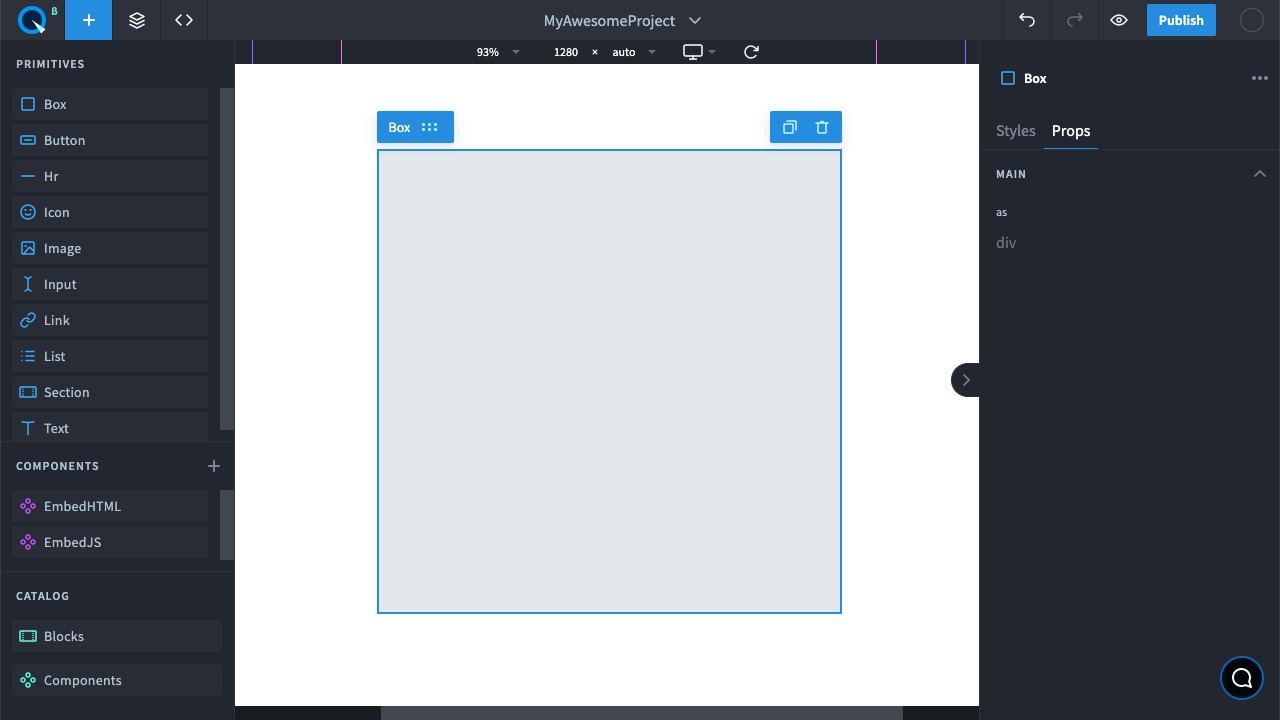 β
MyAwesomeProject
Publish
93%
1280 × auto
PRIMITIVES
Box
Button
Hr
Icon
Image
Input
Link
List
Section
Text
COMPONENTS
EmbedHTML
EmbedJS
CATALOG
Blocks
Components
Box
Box
Styles Props
MAIN
as
div